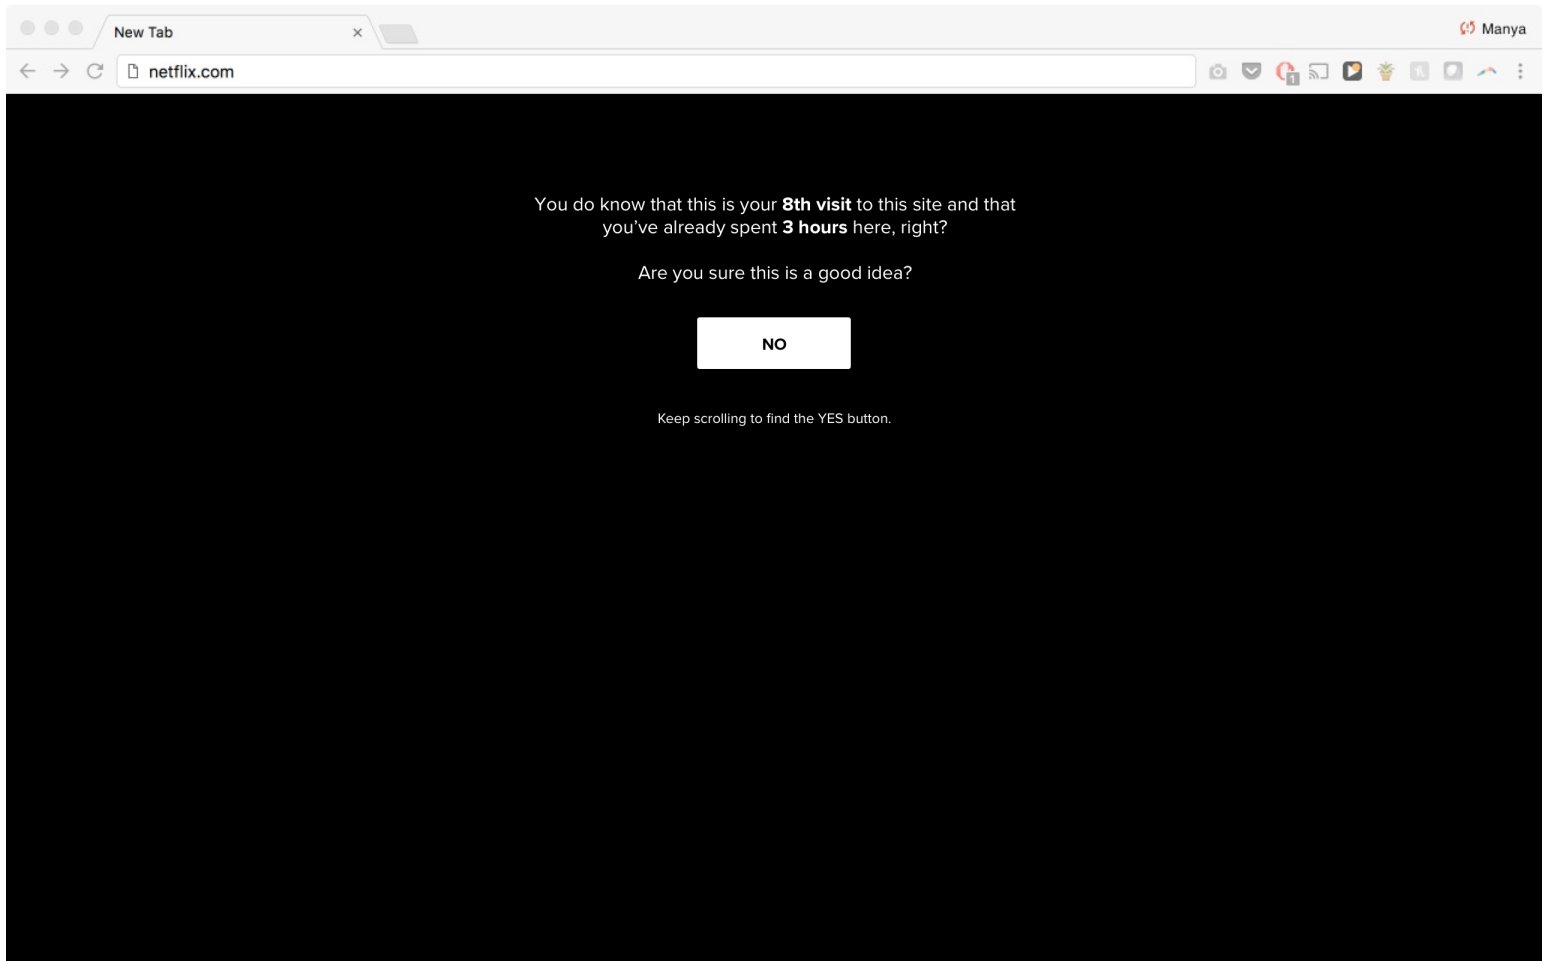 New Tab
Manya
netflix.com
1
You do know that this is your 8th visit to this site and that
you’ve already spent 3 hours here, right?
Are you sure this is a good idea?
NO
Keep scrolling to find the YES button.